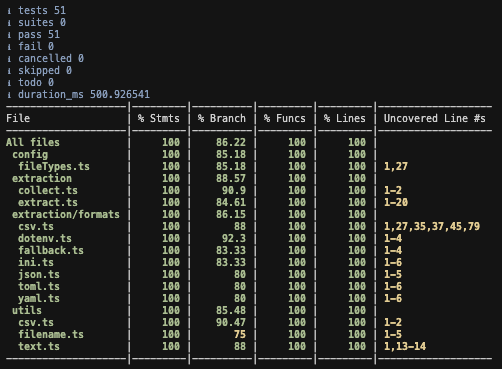 ℹ tests 51
ℹ suites 0
ℹ pass 51
ℹ fail 0
ℹ cancelled 0
ℹ skipped 0
ℹ todo 0
ℹ duration_ms 500.926541
File | % Stmts | % Branch | % Funcs | % Lines | Uncovered Line #s
All files | 100 | 86.22 | 100 | 100 |
config | 100 | 85.18 | 100 | 100 |
fileTypes.ts | 100 | 85.18 | 100 | 100 | 1,27
extraction | 100 | 88.57 | 100 | 100 |
collect.ts | 100 | 90.9 | 100 | 100 | 1-2
extract.ts | 100 | 84.61 | 100 | 100 | 1-20
extraction/formats | 100 | 86.15 | 100 | 100 |
csv.ts | 100 | 88 | 100 | 100 | 1,27,35,37,45,79
dotenv.ts | 100 | 92.3 | 100 | 100 | 1-4
fallback.ts | 100 | 83.33 | 100 | 100 | 1-4
ini.ts | 100 | 83.33 | 100 | 100 | 1-6
json.ts | 100 | 80 | 100 | 100 | 1-5
toml.ts | 100 | 80 | 100 | 100 | 1-6
yaml.ts | 100 | 80 | 100 | 100 | 1-6
utils | 100 | 85.48 | 100 | 100 |
csv.ts | 100 | 90.47 | 100 | 100 | 1-2
filename.ts | 100 | 75 | 100 | 100 | 1-5
text.ts | 100 | 88 | 100 | 100 | 1,13-14